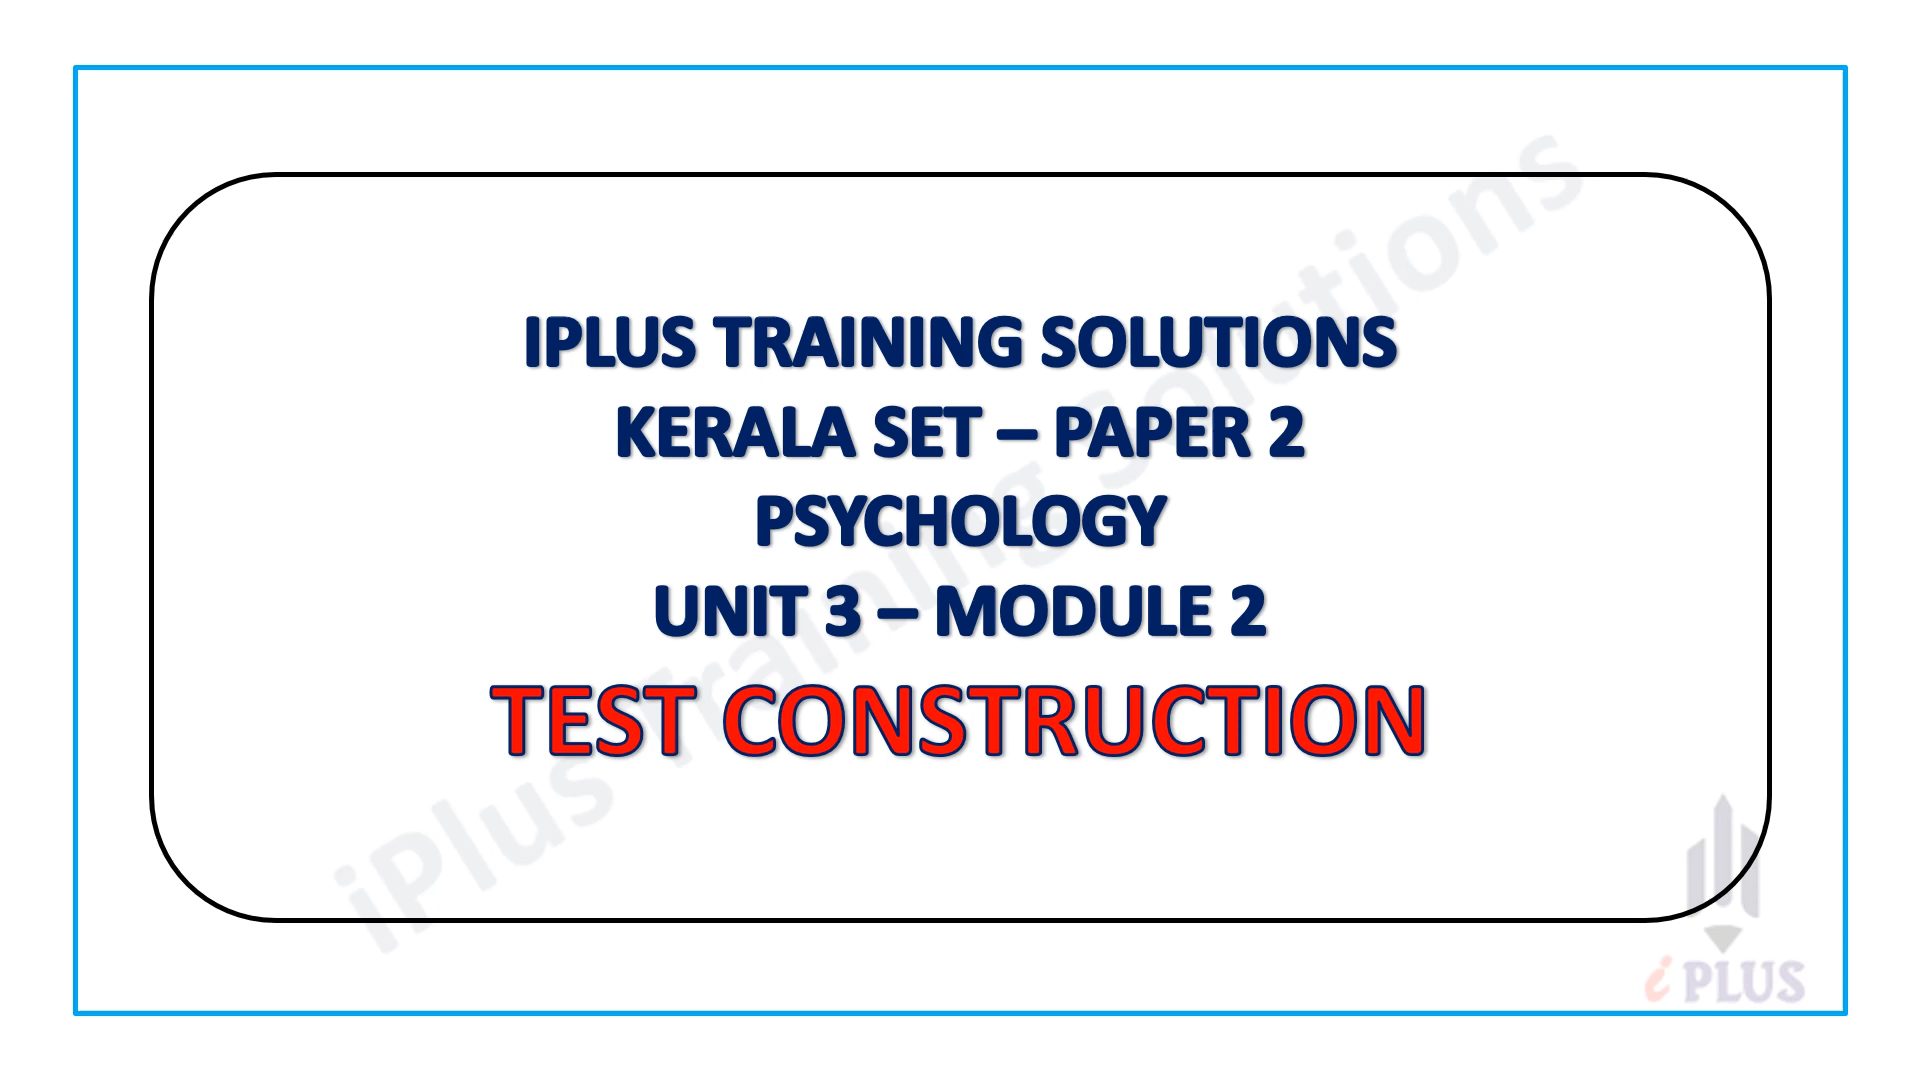 IPLUS TRAINING SOLUTIONS
KERALA SET – PAPER 2
PSYCHOLOGY
UNIT 3 – MODULE 2
TEST CONSTRUCTION
iPlus Training Solutions
i PLUS